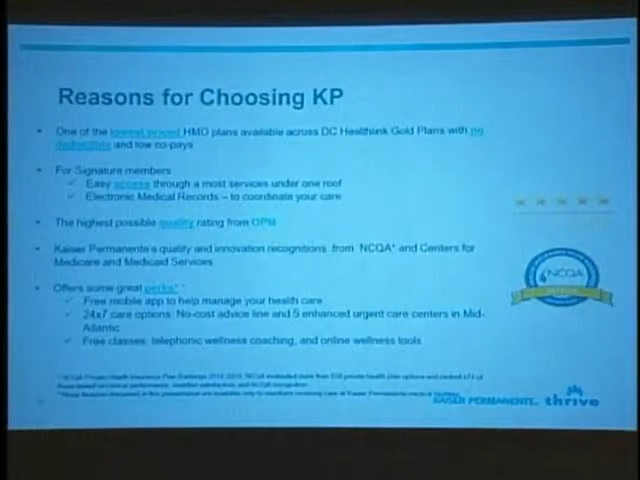 Reasons for Choosing KP
• One of the lowest priced HMO plans available across DC Healthlink Gold Plans with no
deductible and low co-pays
• For Signature members
✓ Easy access through a most services under one roof
✓ Electronic Medical Records – to coordinate your care
• The highest possible quality rating from OPM
• Kaiser Permanente's quality and innovation recognitions from NCQA* and Centers for
Medicare and Medicaid Services
• Offers some great perks**
✓ Free mobile app to help manage your health care
✓ 24x7 care options: No-cost advice line and 5 enhanced urgent care centers in Mid-
Atlantic
✓ Free classes, telephonic wellness coaching, and online wellness tools
NCQA
KAISER PERMANENTE® thrive